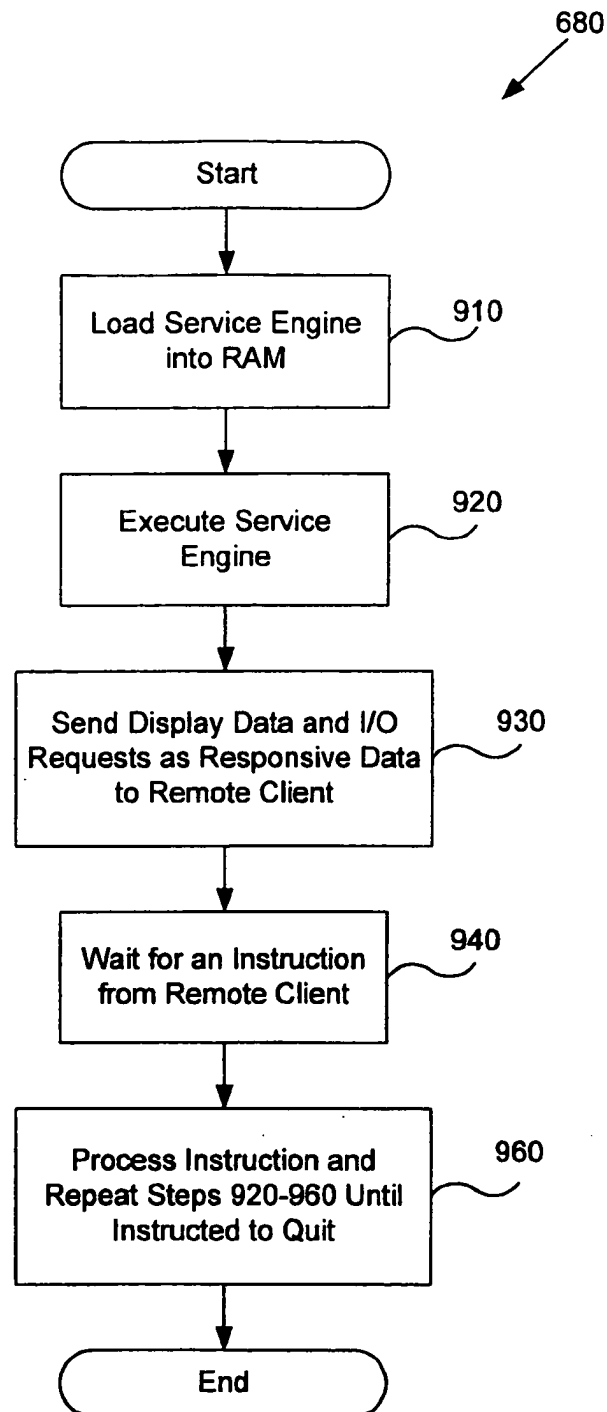 680
Start
Load Service Engine
into RAM
910
Execute Service
Engine
920
Send Display Data and I/O
Requests as Responsive Data
to Remote Client
930
Wait for an Instruction
from Remote Client
940
Process Instruction and
Repeat Steps 920-960 Until
Instructed to Quit
960
End